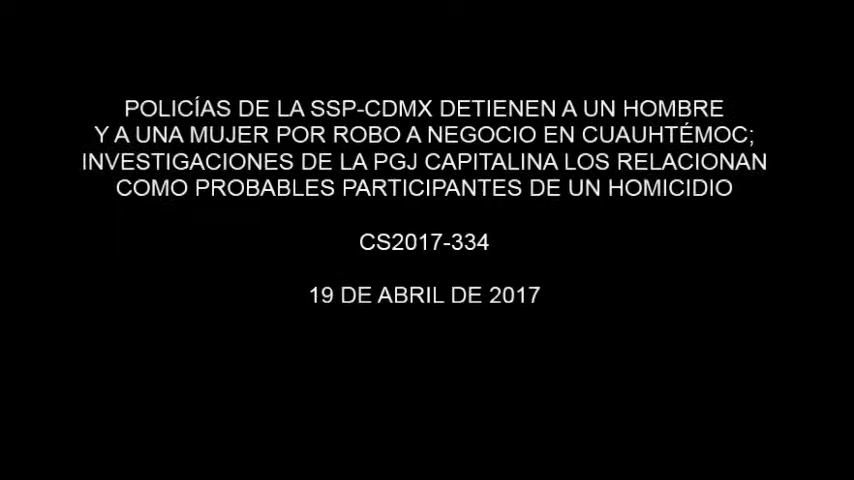 POLICÍAS DE LA SSP-CDMX DETIENEN A UN HOMBRE
Y A UNA MUJER POR ROBO A NEGOCIO EN CUAUHTÉMOC;
INVESTIGACIONES DE LA PGJ CAPITALINA LOS RELACIONAN
COMO PROBABLES PARTICIPANTES DE UN HOMICIDIO
CS2017-334
19 DE ABRIL DE 2017